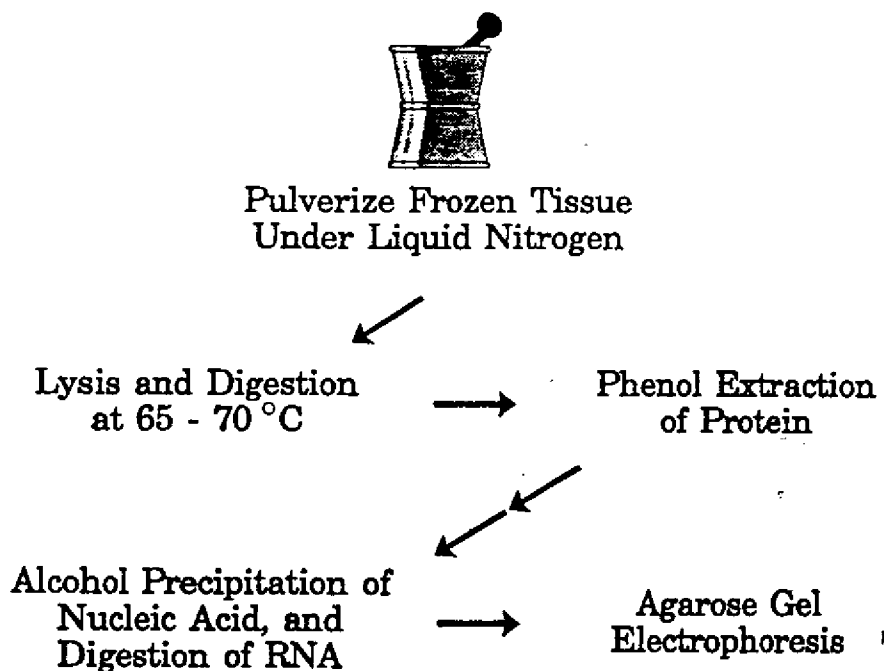 Pulverize Frozen Tissue
Under Liquid Nitrogen
Lysis and Digestion
at 65 - 70 °C
Phenol Extraction
of Protein
Alcohol Precipitation of
Nucleic Acid, and
Digestion of RNA
Agarose Gel
Electrophoresis